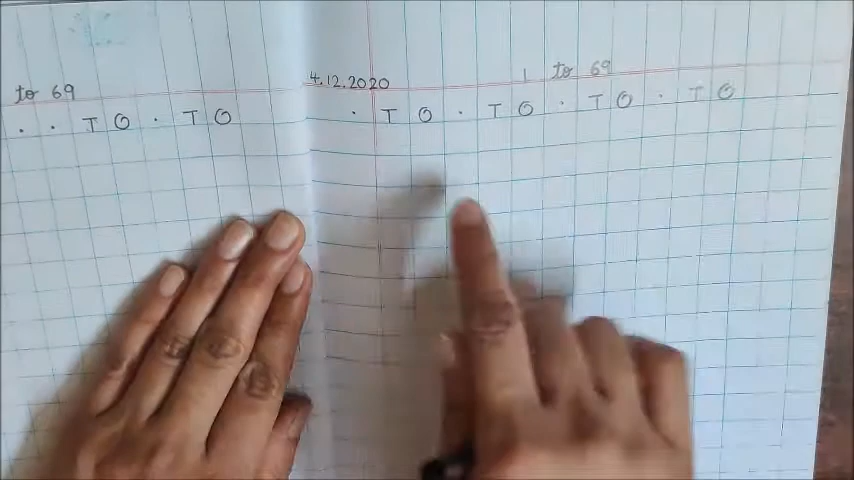 to 69
. . T O . T O
4.12.2020 1 to 69
. T O . T O . T O . T O